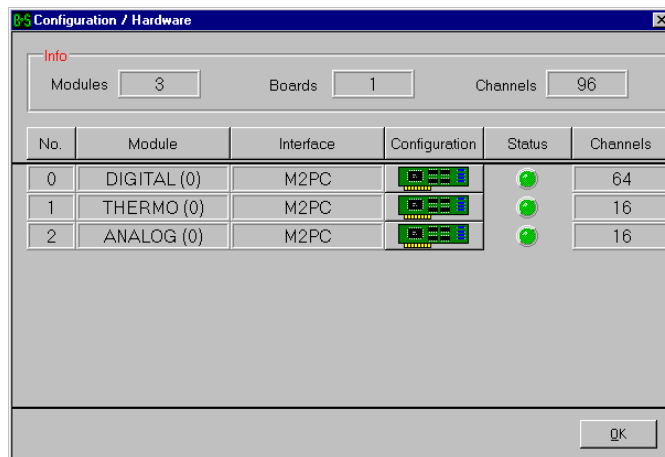 B&S Configuration / Hardware
Info
Modules 3 Boards 1 Channels 96
No. Module Interface Configuration Status Channels
0 DIGITAL (0) M2PC 64
1 THERMO (0) M2PC 16
2 ANALOG (0) M2PC 16
OK